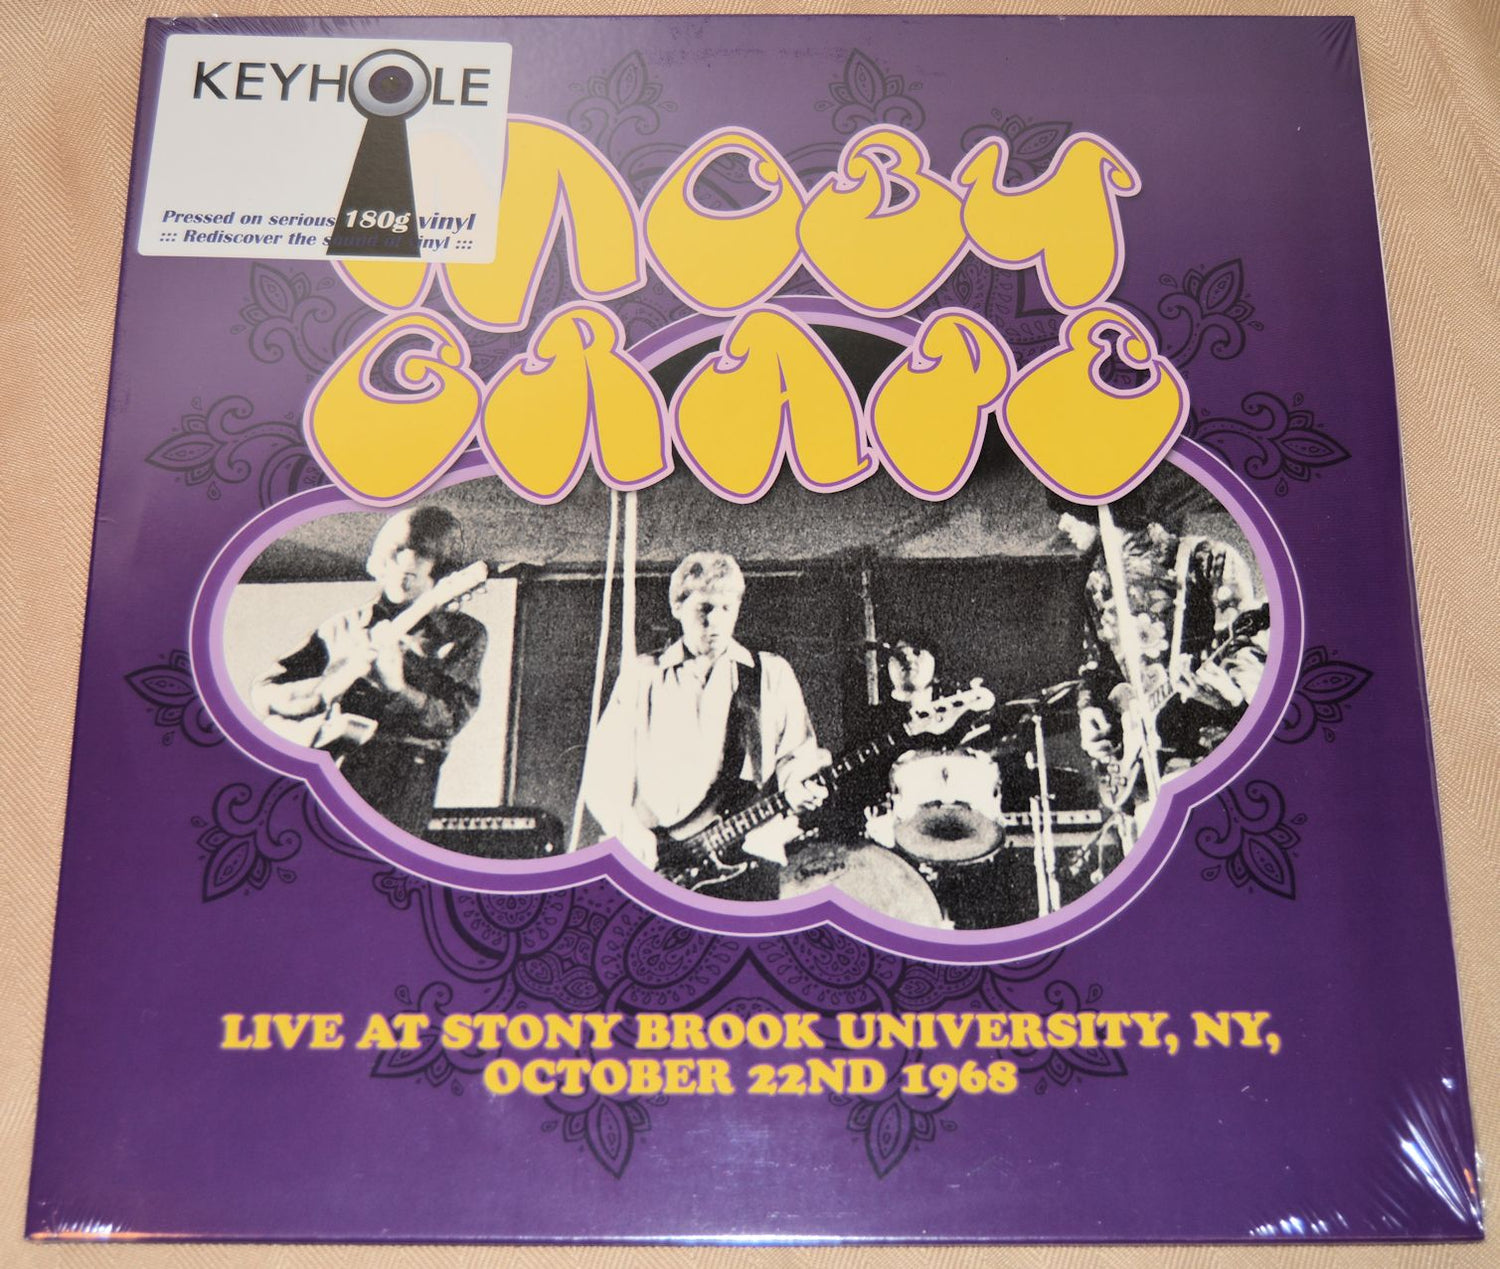 KEYHOLE
Pressed on serious 180g vinyl
::: Rediscover the sound of vinyl :::
MOBY
GRAPE
LIVE AT STONY BROOK UNIVERSITY, NY,
OCTOBER 22ND 1968